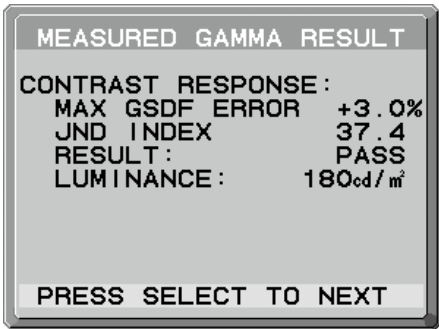 MEASURED GAMMA RESULT
CONTRAST RESPONSE:
MAX GSDF ERROR +3.0%
JND INDEX 37.4
RESULT: PASS
LUMINANCE: 180cd/㎡
PRESS SELECT TO NEXT